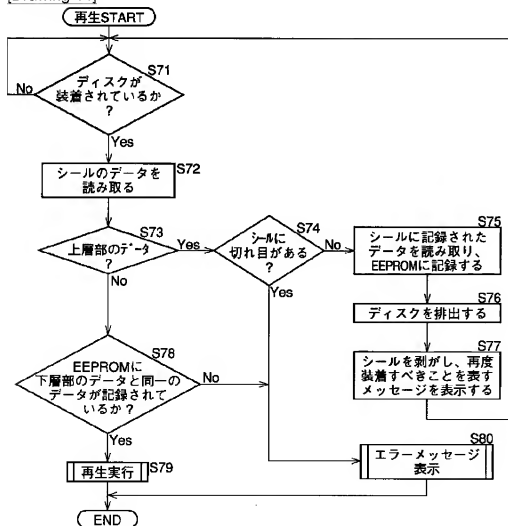 再生START
S71
ディスクが
装着されているか
?
No
Yes
S72
シールのデータを
読み取る
S73
上層部のデータ
?
Yes
No
S74
シールに
切れ目がある
?
No
Yes
S75
シールに記録された
データを読み取り、
EEPROMに記録する
S76
ディスクを排出する
S77
シールを剥がし、再度
装着すべきことを表す
メッセージを表示する
S78
EEPROMに
下層部のデータと同一の
データが記録されて
いるか?
No
Yes
S79
再生実行
S80
エラーメッセージ
表示
END